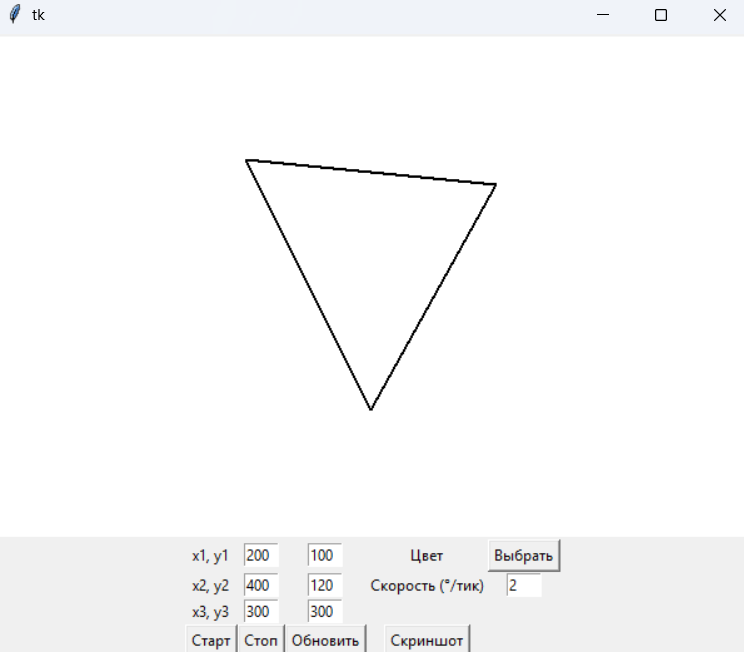 tk
x1, y1 200 100 Цвет Выбрать
x2, y2 400 120 Скорость (°/тик) 2
x3, y3 300 300
Старт Стоп Обновить Скриншот